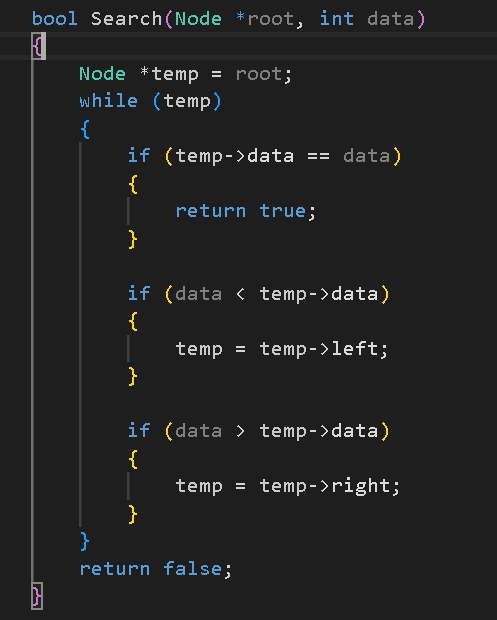 bool Search(Node *root, int data)
{
    Node *temp = root;
    while (temp)
    {
        if (temp->data == data)
        {
            return true;
        }

        if (data < temp->data)
        {
            temp = temp->left;
        }

        if (data > temp->data)
        {
            temp = temp->right;
        }
    }
    return false;
}